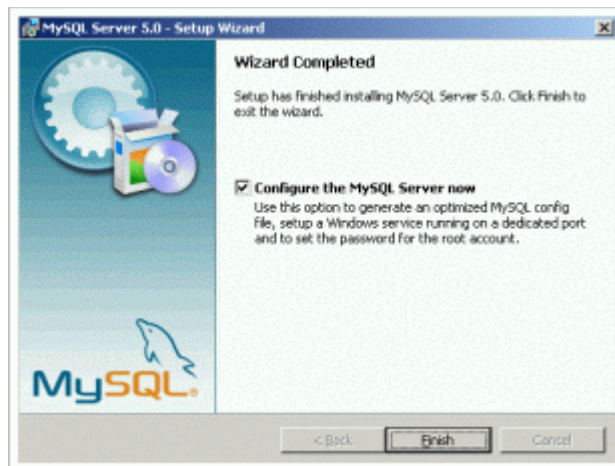 MySQL Server 5.0 - Setup Wizard
Wizard Completed
Setup has finished installing MySQL Server 5.0. Click Finish to
exit the wizard.
Configure the MySQL Server now
Use this option to generate an optimized MySQL config
file, setup a Windows service running on a dedicated port
and to set the password for the root account.
MySQL.
< Back
Finish
Cancel